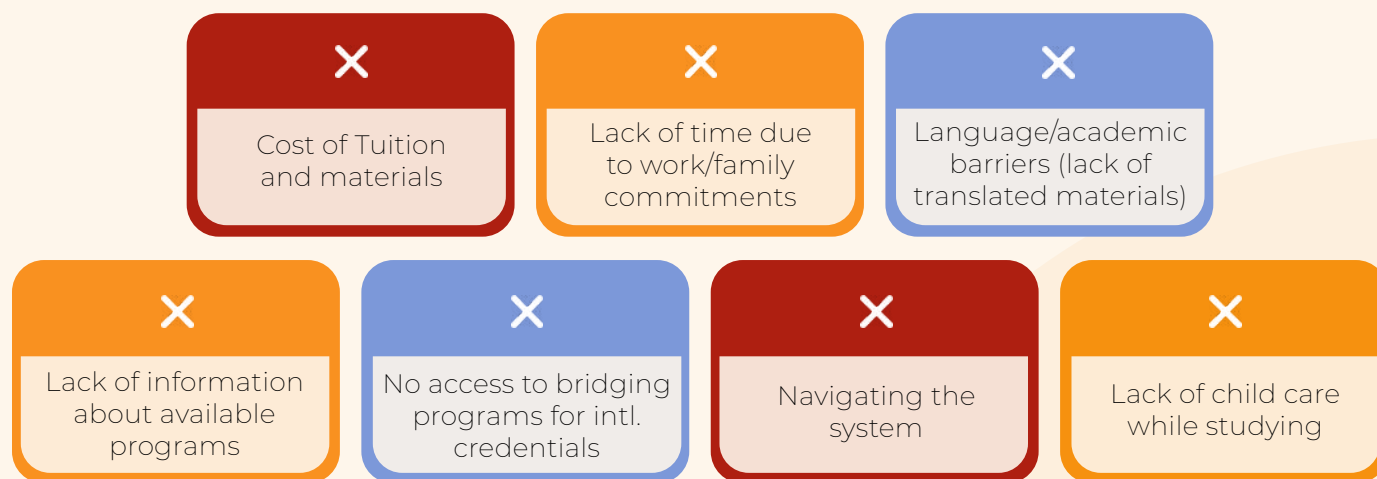 Cost of Tuition
and materials
Lack of time due
to work/family
commitments
Language/academic
barriers (lack of
translated materials)
Lack of information
about available
programs
No access to bridging
programs for intl.
credentials
Navigating the
system
Lack of child care
while studying